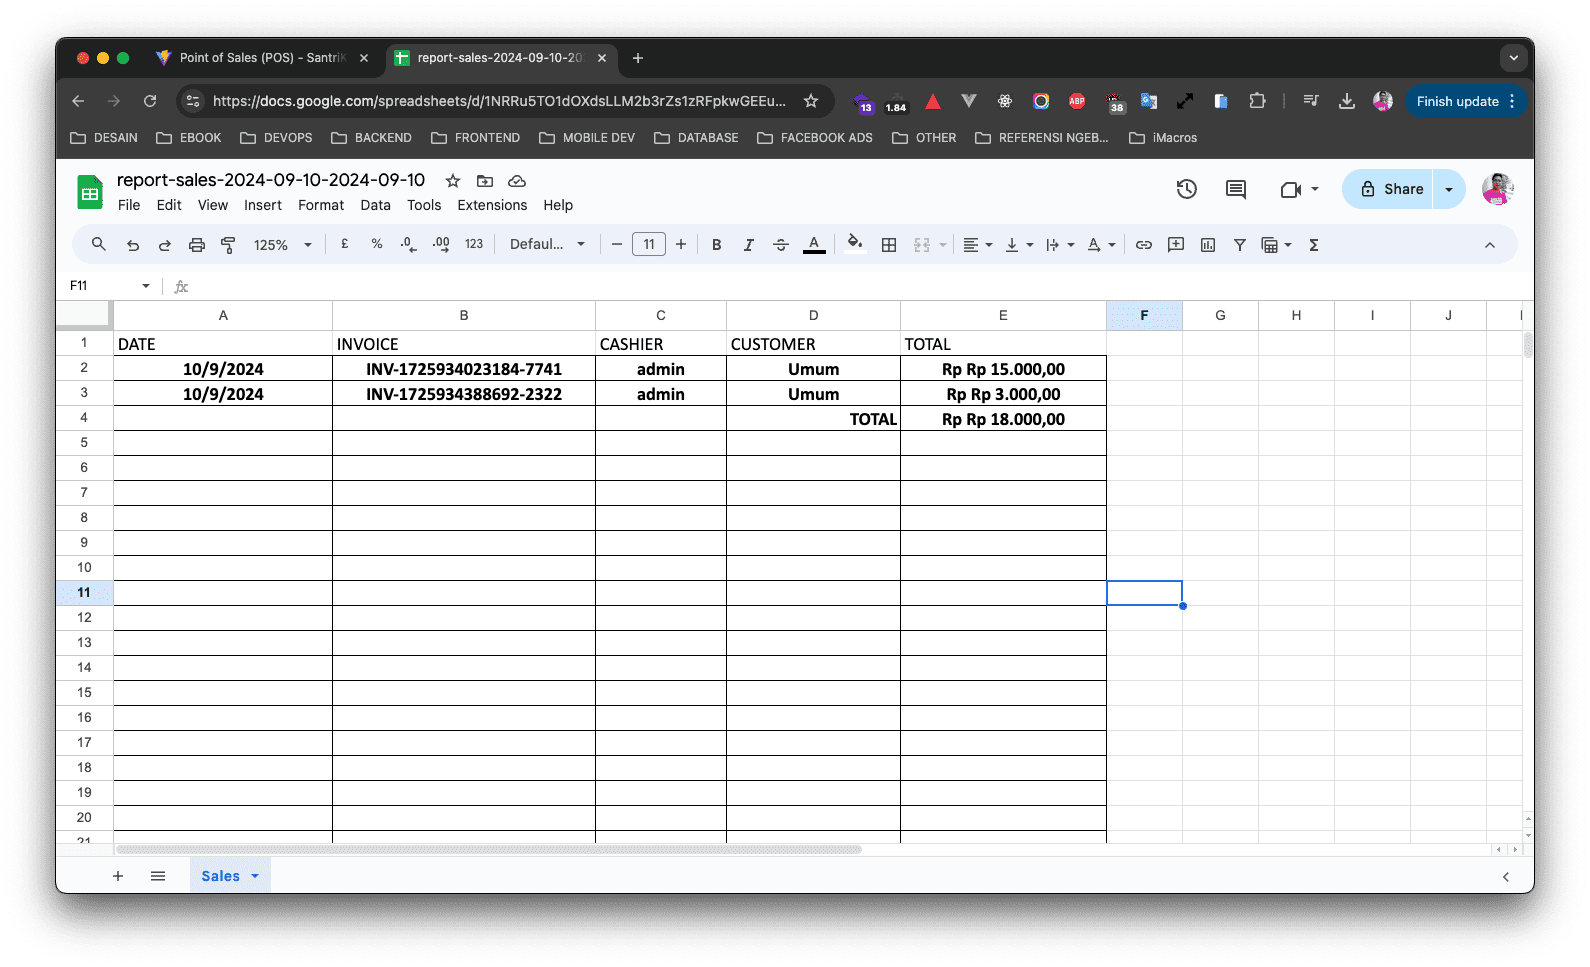 Point of Sales (POS) - SantriK
report-sales-2024-09-10-20
https://docs.google.com/spreadsheets/d/1NRRu5TO1dOXdsLLM2b3rZs1zRFpkwGEEu...
13
1.84
ABP
38
Finish update
DESAIN
EBOOK
DEVOPS
BACKEND
FRONTEND
MOBILE DEV
DATABASE
FACEBOOK ADS
OTHER
REFERENSI NGEB...
iMacros
report-sales-2024-09-10-2024-09-10
File Edit View Insert Format Data Tools Extensions Help
Share
125% £ % .0 .00 123 Defaul... 11 B I A Σ
F11 fx
A B C D E F G H I J
1 DATE INVOICE CASHIER CUSTOMER TOTAL
2 10/9/2024 INV-1725934023184-7741 admin Umum Rp Rp 15.000,00
3 10/9/2024 INV-1725934388692-2322 admin Umum Rp Rp 3.000,00
4 TOTAL Rp Rp 18.000,00
5
6
7
8
9
10
11
12
13
14
15
16
17
18
19
20
21
Sales